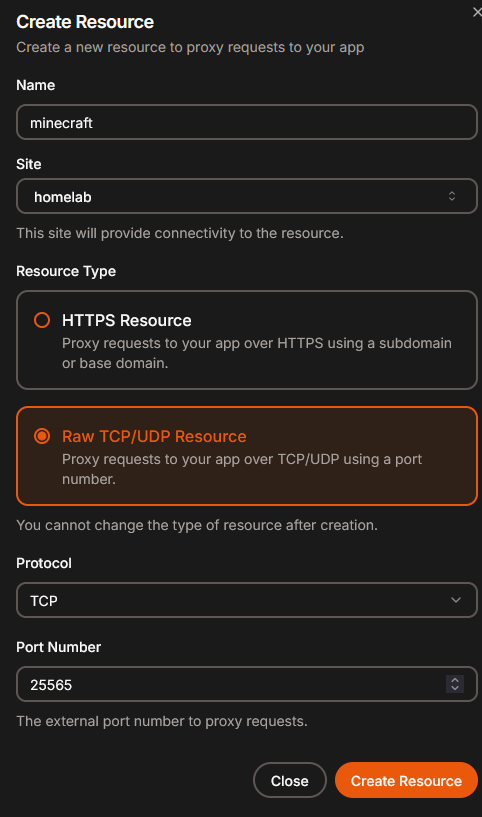 Create Resource
Create a new resource to proxy requests to your app
Name
minecraft
Site
homelab
This site will provide connectivity to the resource.
Resource Type
HTTPS Resource
Proxy requests to your app over HTTPS using a subdomain
or base domain.
Raw TCP/UDP Resource
Proxy requests to your app over TCP/UDP using a port
number.
You cannot change the type of resource after creation.
Protocol
TCP
Port Number
25565
The external port number to proxy requests.
Close
Create Resource